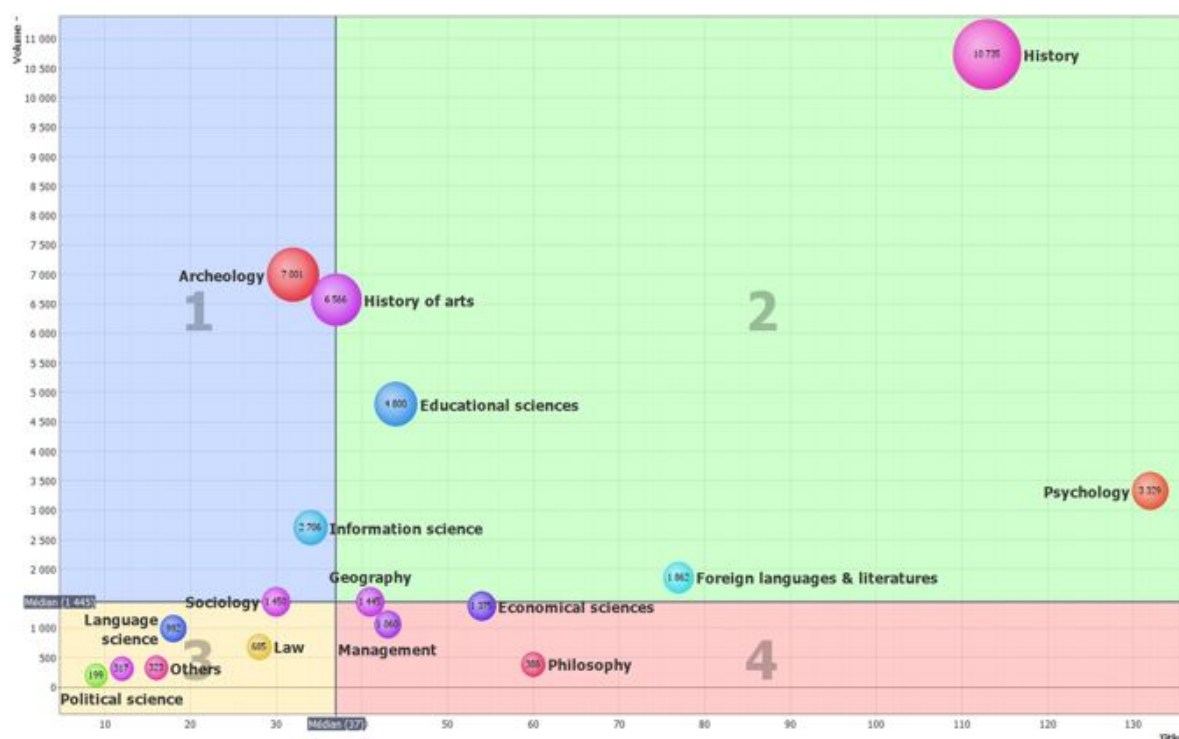 Volume -
11 000
10 500
10 000
9 500
9 000
8 500
8 000
7 500
7 000
6 500
6 000
5 500
5 000
4 500
4 000
3 500
3 000
2 500
2 000
Médian (1 445)
1 000
500
0
10 735
History
Archeology
7 001
6 566
History of arts
1
2
4 800
Educational sciences
Psychology
3 329
2 706
Information science
Geography
1 862
Foreign languages & literatures
Sociology
1 450
1 445
1 375
Economical sciences
Language
science
992
1 060
Management
685
Law
3
4
199
317
323
Others
388
Philosophy
Political science
10
20
30
Médian (37)
50
60
70
80
90
100
110
120
130